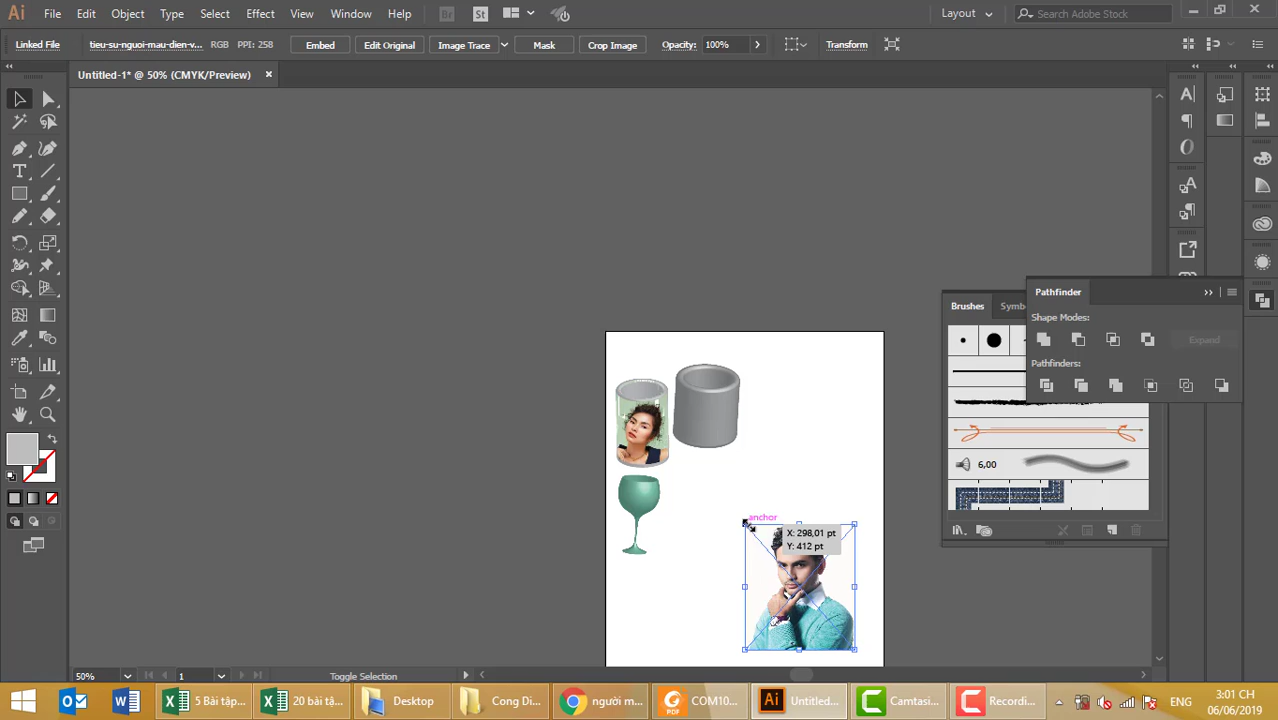 Ai File Edit Object Type Select Effect View Window Help Br St Layout Search Adobe Stock
Linked File tieu-su-nguoi-mau-dien-v... RGB PPI: 258 Embed Edit Original Image Trace Mask Crop Image Opacity: 100% Transform
Untitled-1* @ 50% (CMYK/Preview)
Pathfinder
Brushes Symbo
Shape Modes:
Expand
Pathfinders:
6,00
anchor
X: 298,01 pt
Y: 412 pt
50% 1 Toggle Selection
5 Bài tập... 20 bài tậ... Desktop Cong Di... người m... COM10... Untitled... Camtasi... Recordi... ENG
3:01 CH
06/06/2019